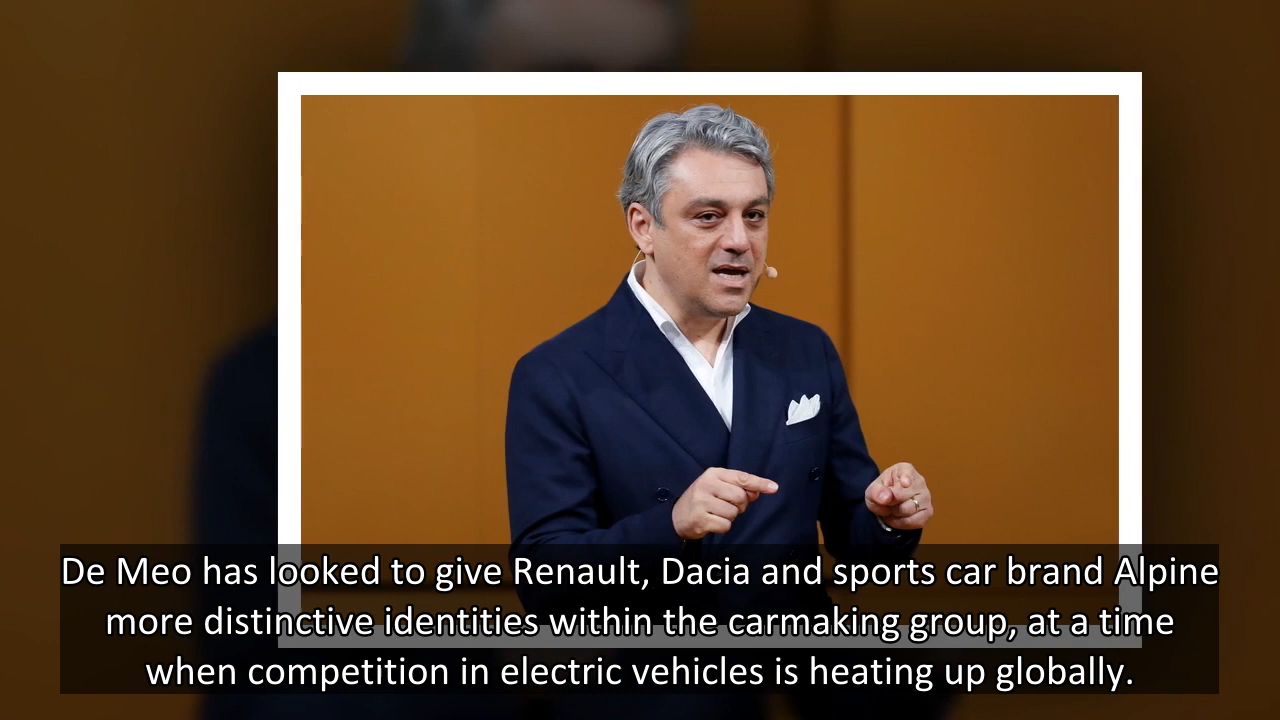 De Meo has looked to give Renault, Dacia and sports car brand Alpine
more distinctive identities within the carmaking group, at a time
when competition in electric vehicles is heating up globally.